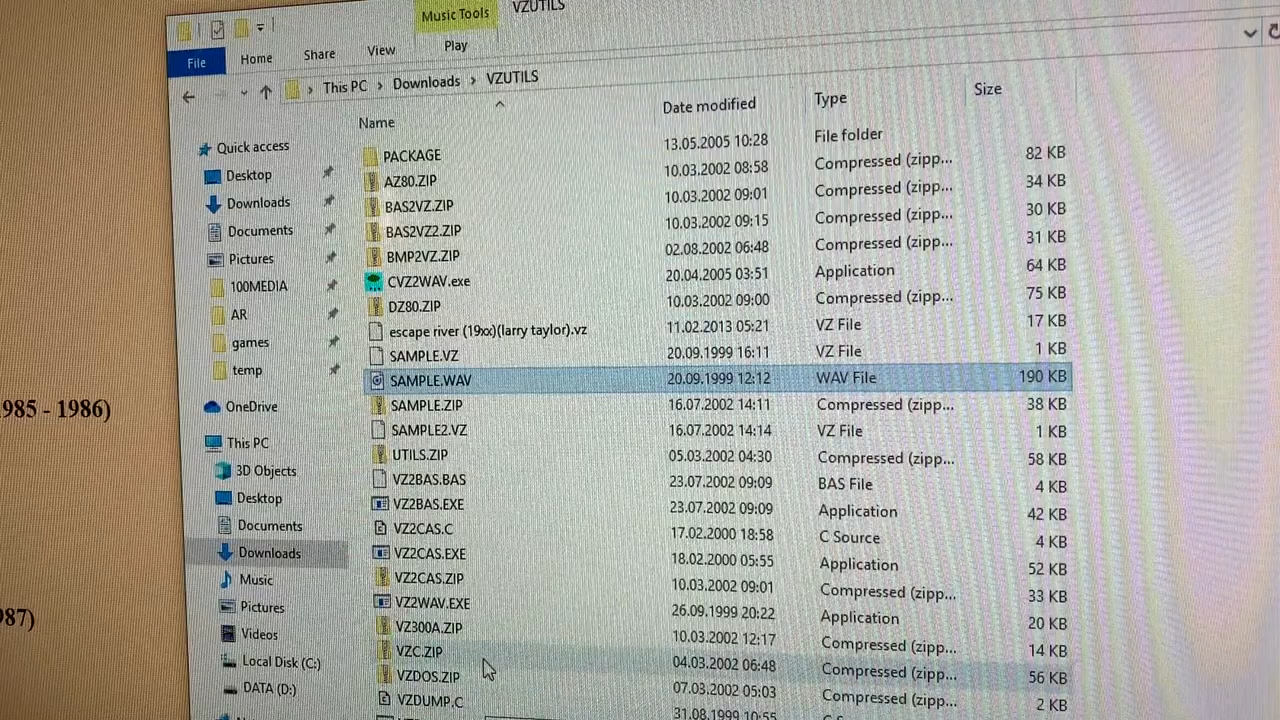 Music Tools
VZUTILS
File
Home
Share
View
Play
This PC > Downloads > VZUTILS
Name Date modified Type Size
Quick access
Desktop
Downloads
Documents
Pictures
100MEDIA
AR
games
temp
OneDrive
This PC
3D Objects
Desktop
Documents
Downloads
Music
Pictures
Videos
Local Disk (C:)
DATA (D:)
PACKAGE 13.05.2005 10:28 File folder
AZ80.ZIP 10.03.2002 08:58 Compressed (zipp... 82 KB
BAS2VZ.ZIP 10.03.2002 09:01 Compressed (zipp... 34 KB
BAS2VZ2.ZIP 10.03.2002 09:15 Compressed (zipp... 30 KB
BMP2VZ.ZIP 02.08.2002 06:48 Compressed (zipp... 31 KB
CVZ2WAV.exe 20.04.2005 03:51 Application 64 KB
DZ80.ZIP 10.03.2002 09:00 Compressed (zipp... 75 KB
escape river (19xx)(larry taylor).vz 11.02.2013 05:21 VZ File 17 KB
SAMPLE.VZ 20.09.1999 16:11 VZ File 1 KB
SAMPLE.WAV 20.09.1999 12:12 WAV File 190 KB
SAMPLE.ZIP 16.07.2002 14:11 Compressed (zipp... 38 KB
SAMPLE2.VZ 16.07.2002 14:14 VZ File 1 KB
UTILS.ZIP 05.03.2002 04:30 Compressed (zipp... 58 KB
VZ2BAS.BAS 23.07.2002 09:09 BAS File 4 KB
VZ2BAS.EXE 23.07.2002 09:09 Application 42 KB
VZ2CAS.C 17.02.2000 18:58 C Source 4 KB
VZ2CAS.EXE 18.02.2000 05:55 Application 52 KB
VZ2CAS.ZIP 10.03.2002 09:01 Compressed (zipp... 33 KB
VZ2WAV.EXE 26.09.1999 20:22 Application 20 KB
VZ300A.ZIP 10.03.2002 12:17 Compressed (zipp... 14 KB
VZC.ZIP 04.03.2002 06:48 Compressed (zipp... 56 KB
VZDOS.ZIP 07.03.2002 05:03 Compressed (zipp... 2 KB
VZDUMP.C 31.08.1999 10:55
985 - 1986)
987)